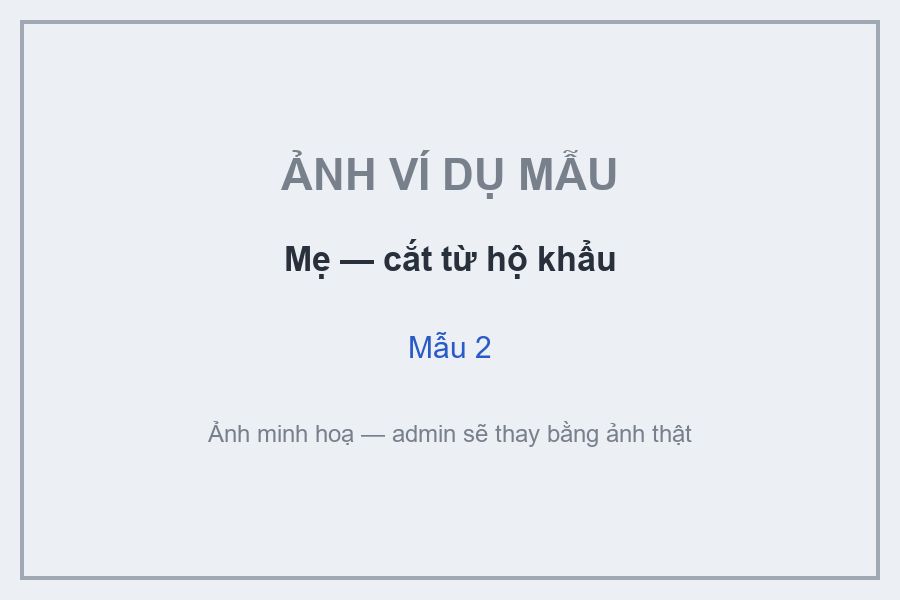 ẢNH VÍ DỤ MẪU
Mẹ — cắt từ hộ khẩu
Mẫu 2
Ảnh minh hoạ — admin sẽ thay bằng ảnh thật